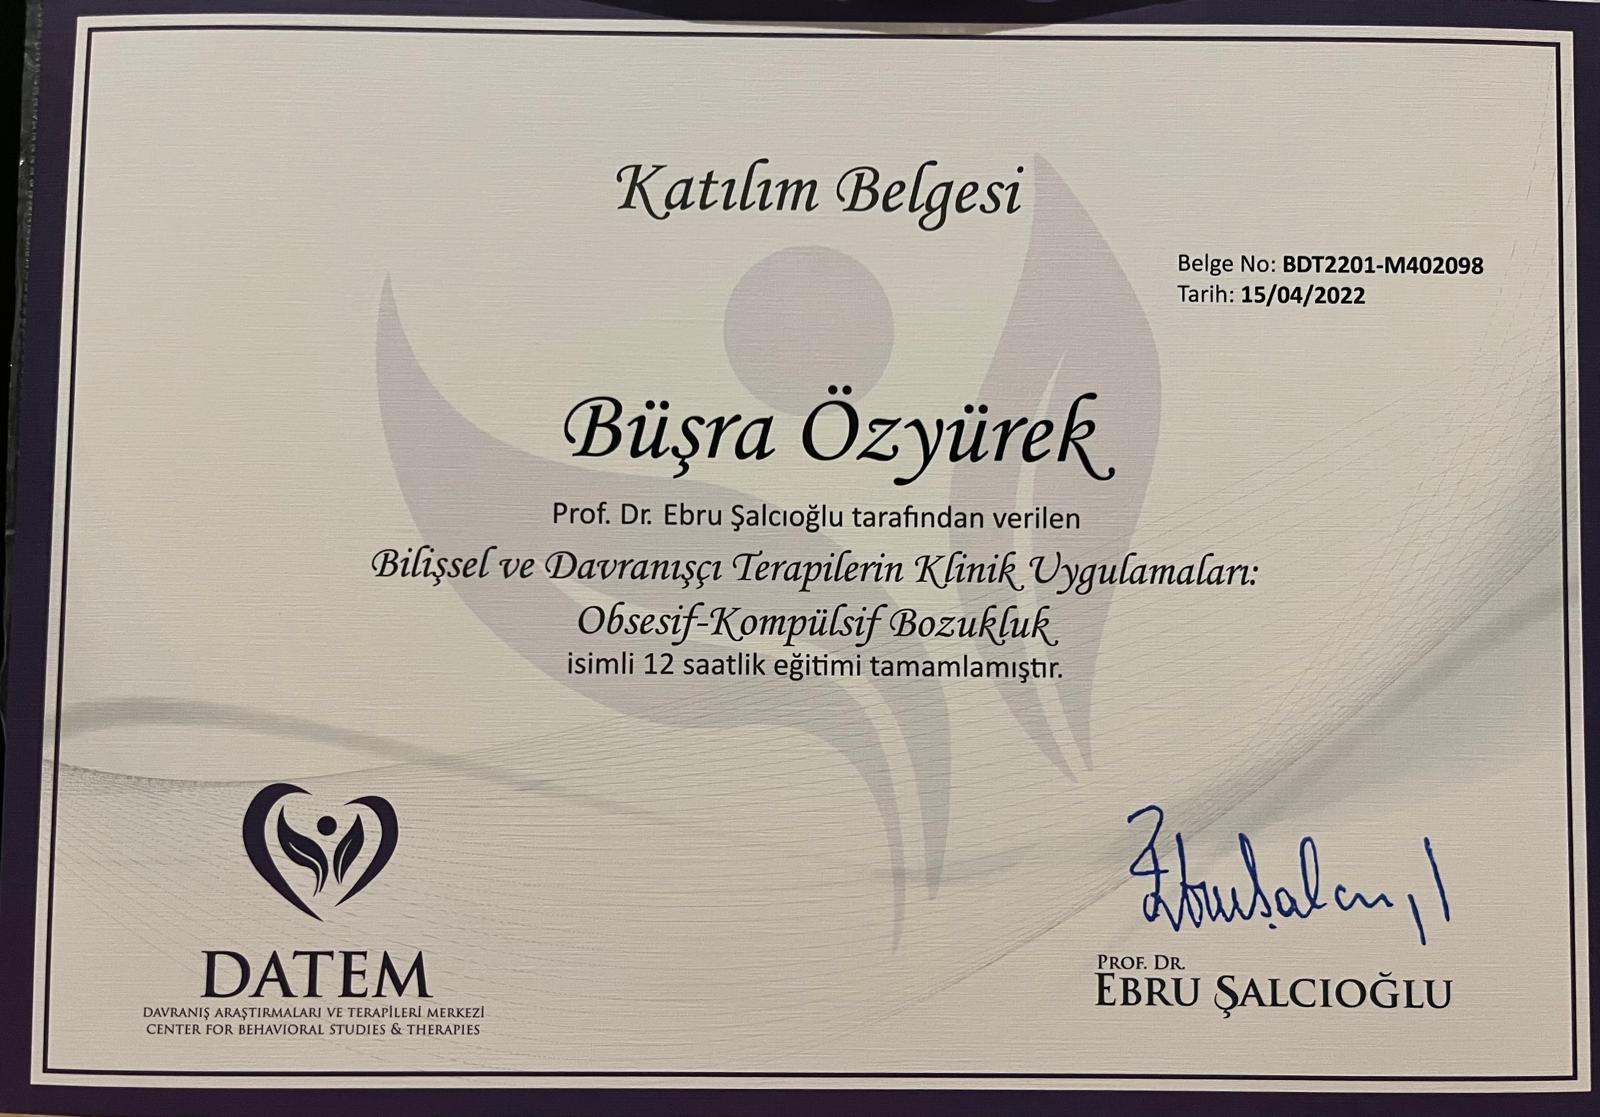 Katılım Belgesi
Belge No: BDT2201-M402098
Tarih: 15/04/2022
Büşra Özyürek
Prof. Dr. Ebru Şalcıoğlu tarafından verilen
Bilişsel ve Davranışçı Terapilerin Klinik Uygulamaları:
Obsesif-Kompülsif Bozukluk
isimli 12 saatlik eğitimi tamamlamıştır.
DATEM
DAVRANIŞ ARAŞTIRMALARI VE TERAPİLERİ MERKEZİ
CENTER FOR BEHAVIORAL STUDIES & THERAPIES
PROF. DR.
EBRU ŞALCIOĞLU